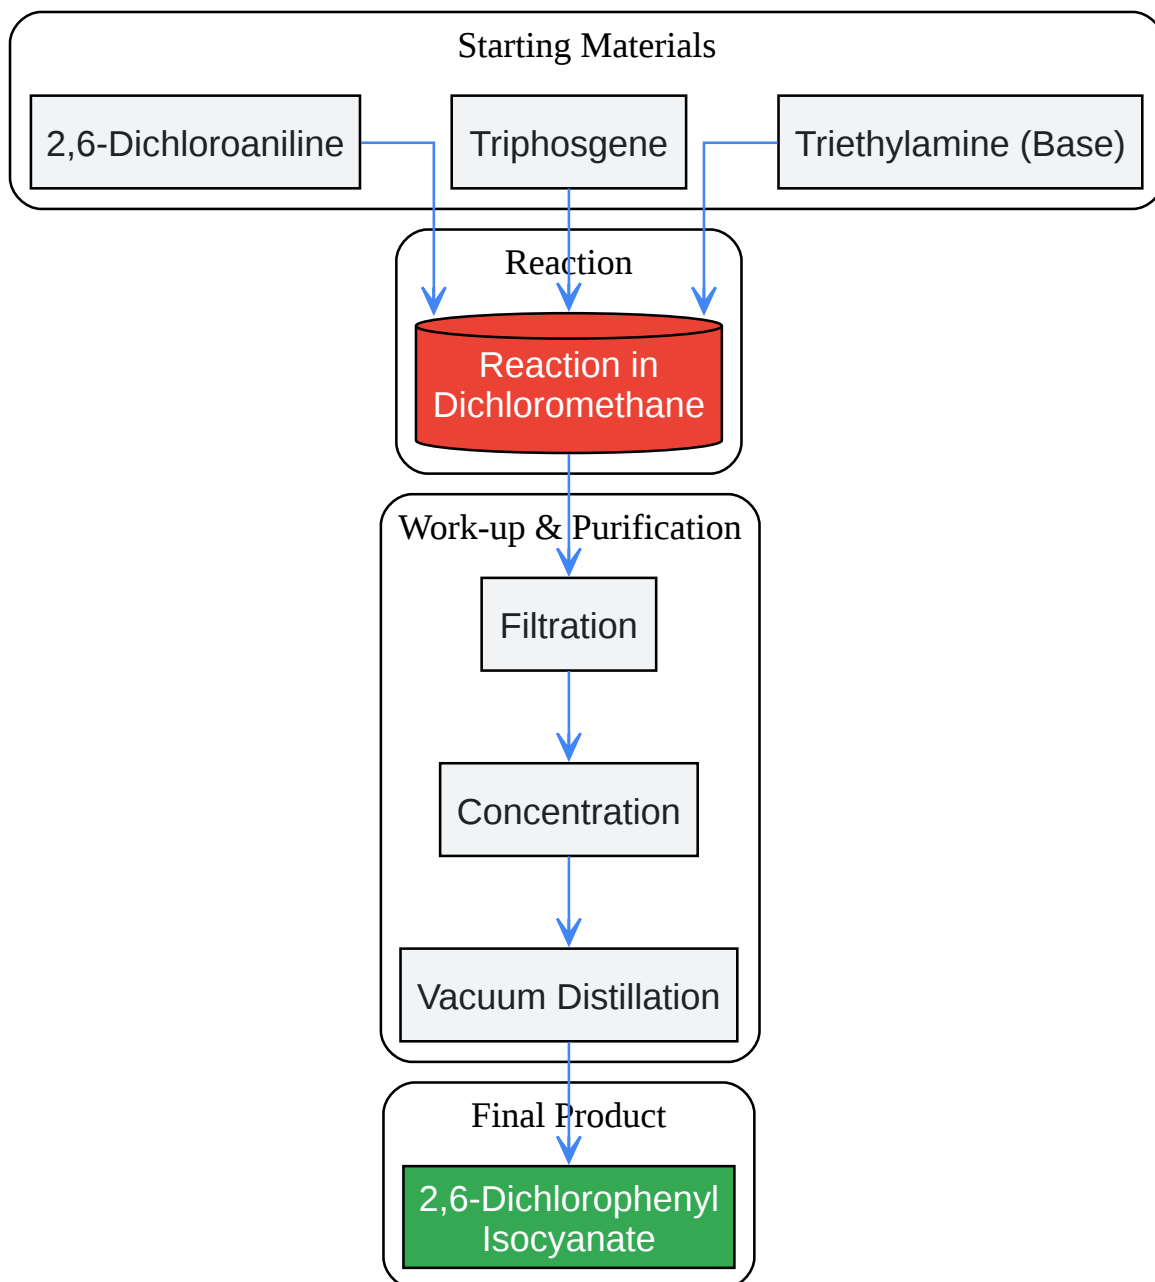 Starting Materials
2,6-Dichloroaniline
Triphosgene
Triethylamine (Base)
Reaction
Reaction in
Dichloromethane
Work-up & Purification
Filtration
Concentration
Vacuum Distillation
Final Product
2,6-Dichlorophenyl
Isocyanate